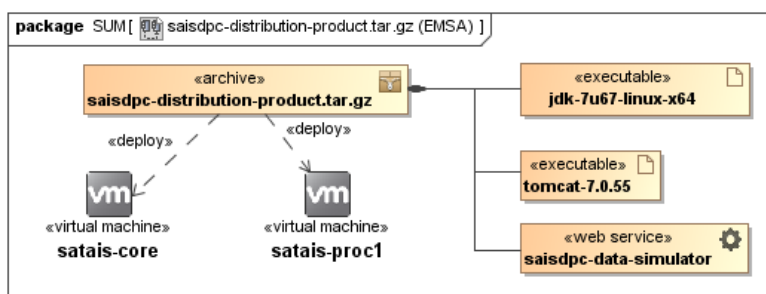 package SUM[ saisdpc-distribution-product.tar.gz (EMSA) ]
«archive»
saisdpc-distribution-product.tar.gz
«executable»
jdk-7u67-linux-x64
«deploy»
«deploy»
«executable»
tomcat-7.0.55
vm
vm
«virtual machine»
satais-core
«virtual machine»
satais-proc1
«web service»
saisdpc-data-simulator